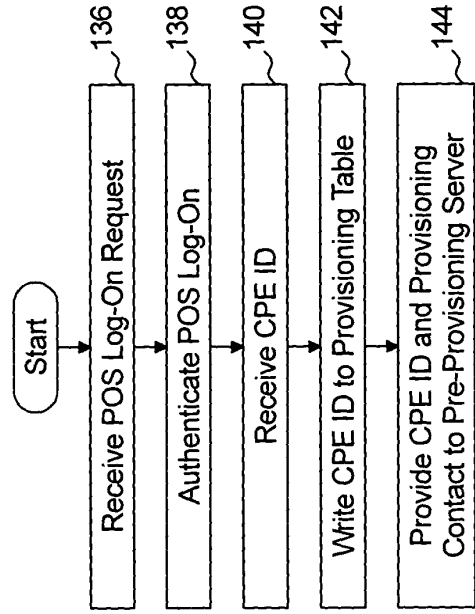 Start
Receive POS Log-On Request
136
Authenticate POS Log-On
138
Receive CPE ID
140
Write CPE ID to Provisioning Table
142
Provide CPE ID and Provisioning
Contact to Pre-Provisioning Server
144